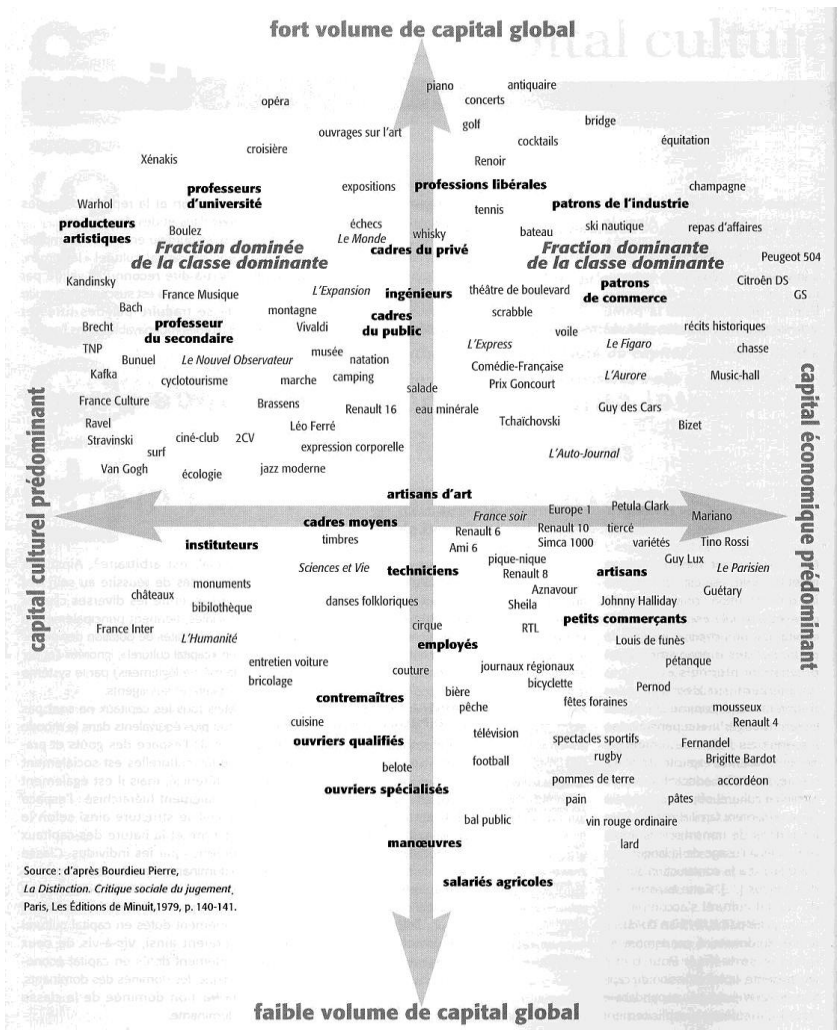 fort volume de capital global
piano
antiquaire
opéra
concerts
ouvrages sur l'art
golf
bridge
cocktails
équitation
croisière
Xénakis
Renoir
professeurs
d'université
expositions
professions libérales
champagne
Warhol
patrons de l'industrie
tennis
producteurs
artistiques
Boulez
échecs
Le Monde
whisky
bateau
ski nautique
repas d'affaires
Fraction dominée
de la classe dominante
cadres du privé
Fraction dominante
de la classe dominante
Peugeot 504
Kandinsky
France Musique
L'Expansion
ingénieurs
théâtre de boulevard
patrons
de commerce
Citroên DS
GS
Bach
montagne
scrabble
Brecht
professeur
du secondaire
Vivaldi
cadres
du public
voile
récits historiques
TNP
musée
L'Express
Le Figaro
chasse
Bunuel
Le Nouvel Observateur
natation
Comédie-Française
Kafka
cyclotourisme
marche
camping
Prix Goncourt
L'Aurore
Music-hall
salade
France Culture
Brassens
Renault 16
eau minérale
Guy des Cars
Ravel
Léo Ferré
Tchaïchovski
Bizet
Stravinski
ciné-club
2CV
surf
expression corporelle
L'Auto-Journal
Van Gogh
écologie
jazz moderne
capital culturel prédominant
capital économique prédominant
artisans d'art
cadres moyens
France soir
Europe 1
Petula Clark
Mariano
instituteurs
timbres
Renault 6
Renault 10
tiercé
Ami 6
Simca 1000
variétés
Tino Rossi
Sciences et Vie
techniciens
pique-nique
Renault 8
artisans
Guy Lux
Le Parisien
monuments
Aznavour
Guétary
châteaux
danses folkloriques
Sheila
Johnny Halliday
bibilothèque
France Inter
L'Humanité
cirque
RTL
petits commerçants
employés
Louis de funès
entretien voiture
couture
journaux régionaux
pétanque
bricolage
bière
bicyclette
Pernod
contremaîtres
pêche
fêtes foraines
mousseux
cuisine
Renault 4
ouvriers qualifiés
télévision
spectacles sportifs
Fernandel
belote
football
rugby
Brigitte Bardot
ouvriers spécialisés
pommes de terre
accordéon
pain
pâtes
bal public
vin rouge ordinaire
manœuvres
lard
salariés agricoles
Source : d'après Bourdieu Pierre,
La Distinction. Critique sociale du jugement,
Paris, Les Éditions de Minuit,1979, p. 140-141.
faible volume de capital global